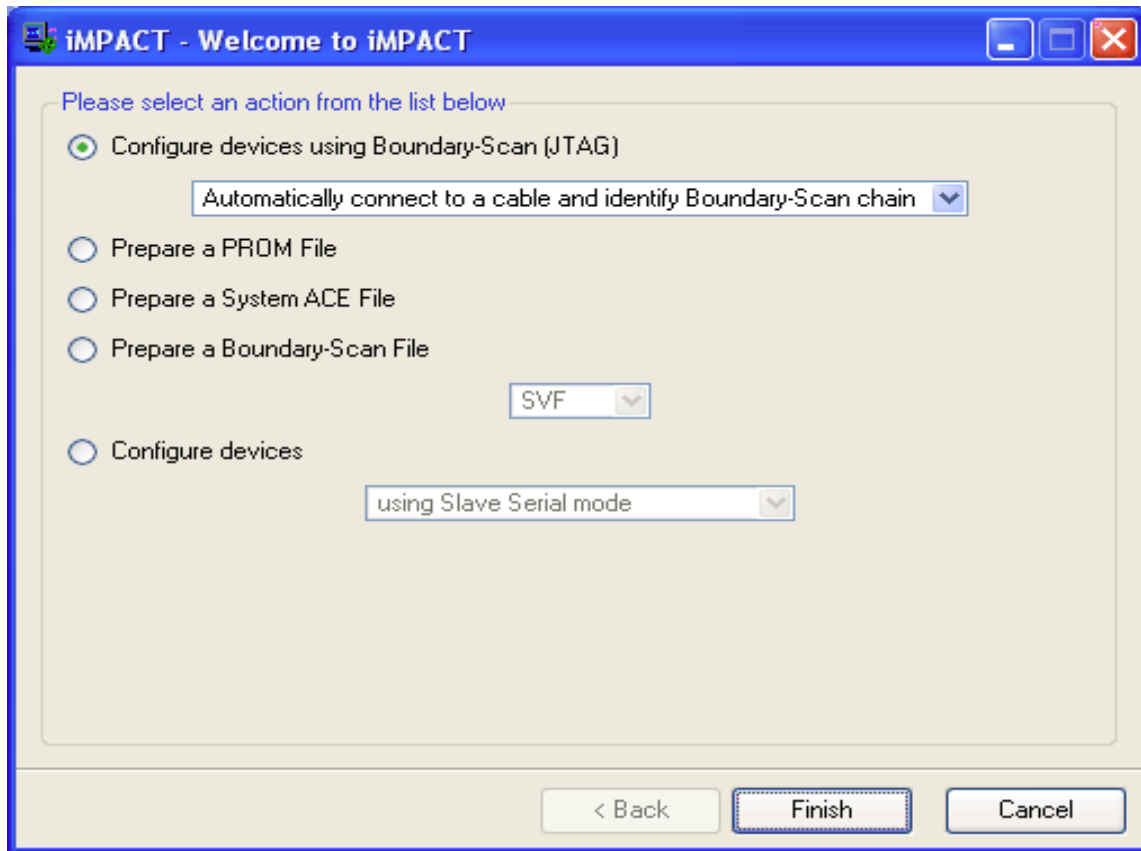 iMPACT - Welcome to iMPACT
Please select an action from the list below
Configure devices using Boundary-Scan (JTAG)
Automatically connect to a cable and identify Boundary-Scan chain
Prepare a PROM File
Prepare a System ACE File
Prepare a Boundary-Scan File
SVF
Configure devices
using Slave Serial mode
< Back Finish Cancel